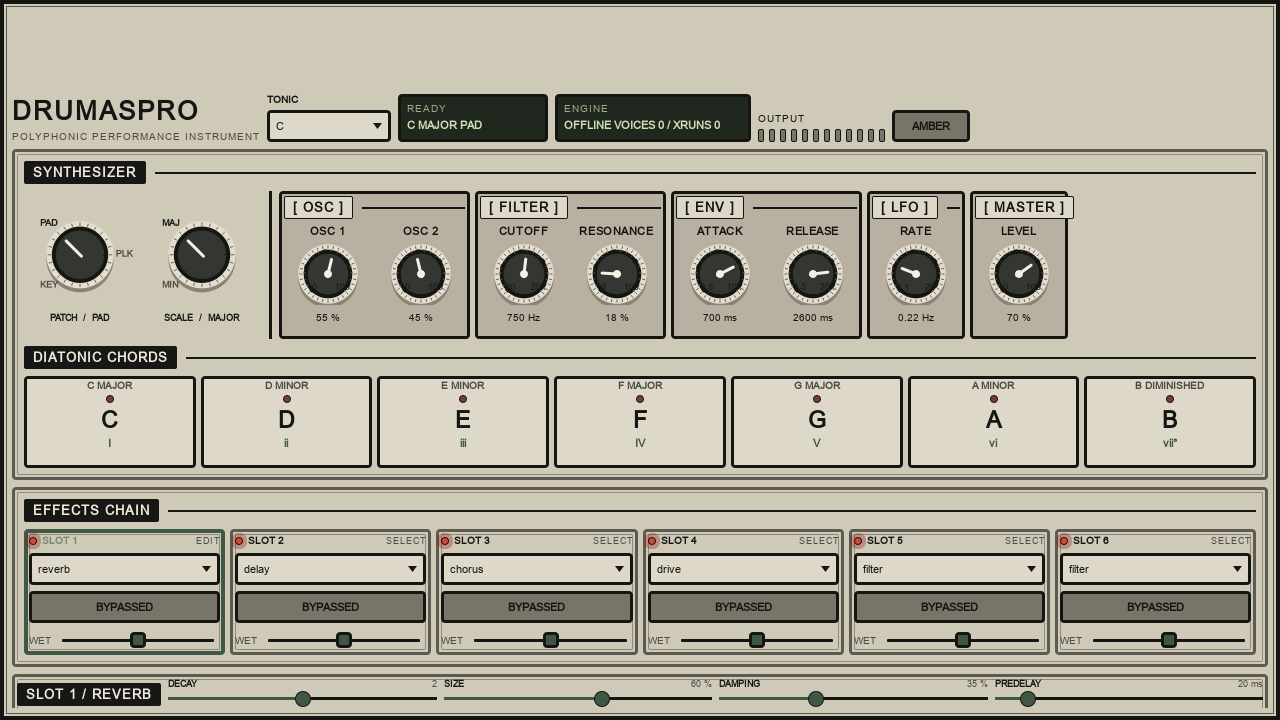 DRUMASPRO
POLYPHONIC PERFORMANCE INSTRUMENT
TONIC
C
READY
C MAJOR PAD
ENGINE
OFFLINE VOICES 0 / XRUNS 0
OUTPUT
AMBER
SYNTHESIZER
PAD
PLK
KEY
PATCH / PAD
MAJ
MIN
SCALE / MAJOR
[ OSC ]
OSC 1
55 %
OSC 2
45 %
[ FILTER ]
CUTOFF
750 Hz
RESONANCE
18 %
[ ENV ]
ATTACK
700 ms
RELEASE
2600 ms
[ LFO ]
RATE
0.22 Hz
[ MASTER ]
LEVEL
70 %
DIATONIC CHORDS
C MAJOR
C
I
D MINOR
D
ii
E MINOR
E
iii
F MAJOR
F
IV
G MAJOR
G
V
A MINOR
A
vi
B DIMINISHED
B
vii°
EFFECTS CHAIN
SLOT 1 EDIT
reverb
BYPASSED
WET
SLOT 2 SELECT
delay
BYPASSED
WET
SLOT 3 SELECT
chorus
BYPASSED
WET
SLOT 4 SELECT
drive
BYPASSED
WET
SLOT 5 SELECT
filter
BYPASSED
WET
SLOT 6 SELECT
filter
BYPASSED
WET
SLOT 1 / REVERB
DECAY 2
SIZE 60 %
DAMPING 35 %
PREDELAY 20 ms